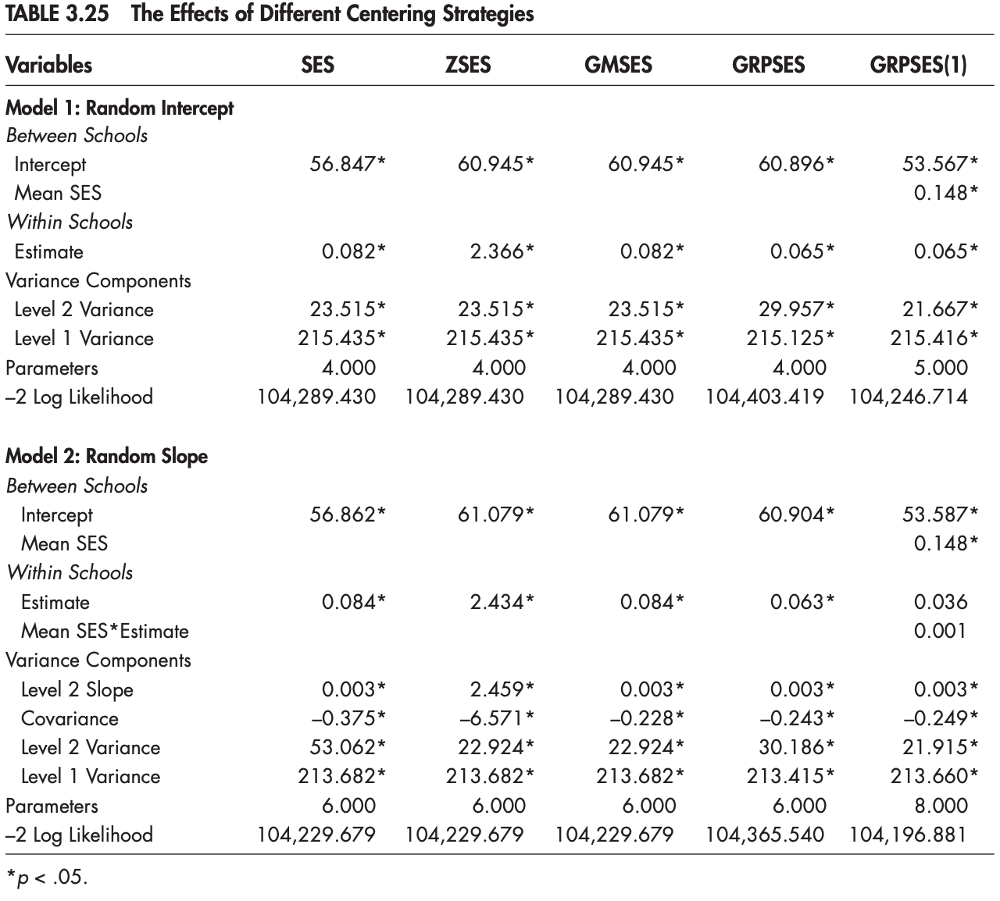 TABLE 3.25 The Effects of Different Centering Strategies
Variables SES ZSES GMSES GRPSES GRPSES(1)
Model 1: Random Intercept
Between Schools
Intercept 56.847* 60.945* 60.945* 60.896* 53.567*
Mean SES 0.148*
Within Schools
Estimate 0.082* 2.366* 0.082* 0.065* 0.065*
Variance Components
Level 2 Variance 23.515* 23.515* 23.515* 29.957* 21.667*
Level 1 Variance 215.435* 215.435* 215.435* 215.125* 215.416*
Parameters 4.000 4.000 4.000 4.000 5.000
–2 Log Likelihood 104,289.430 104,289.430 104,289.430 104,403.419 104,246.714
Model 2: Random Slope
Between Schools
Intercept 56.862* 61.079* 61.079* 60.904* 53.587*
Mean SES 0.148*
Within Schools
Estimate 0.084* 2.434* 0.084* 0.063* 0.036
Mean SES*Estimate 0.001
Variance Components
Level 2 Slope 0.003* 2.459* 0.003* 0.003* 0.003*
Covariance –0.375* –6.571* –0.228* –0.243* –0.249*
Level 2 Variance 53.062* 22.924* 22.924* 30.186* 21.915*
Level 1 Variance 213.682* 213.682* 213.682* 213.415* 213.660*
Parameters 6.000 6.000 6.000 6.000 8.000
–2 Log Likelihood 104,229.679 104,229.679 104,229.679 104,365.540 104,196.881
*p < .05.